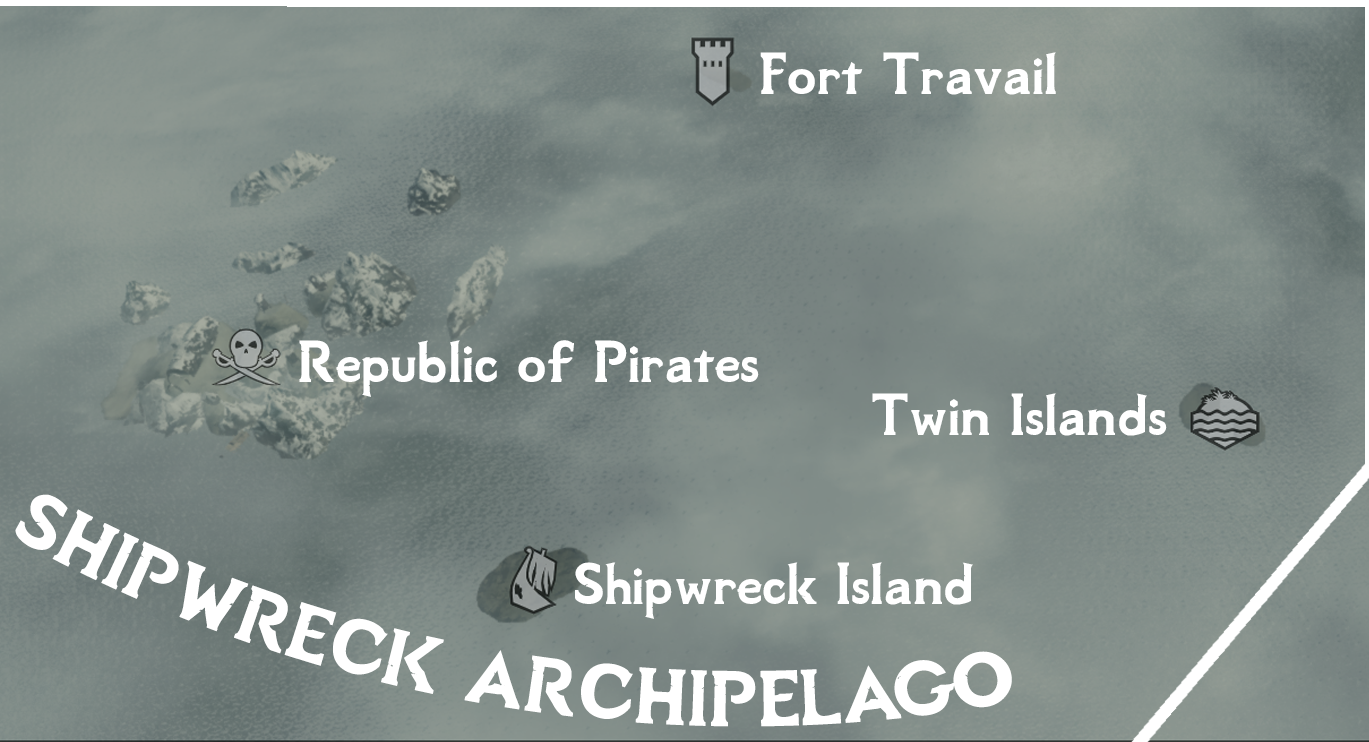 Fort Travail
Republic of Pirates
Twin Islands
Shipwreck Island
SHIPWRECK ARCHIPELAGO